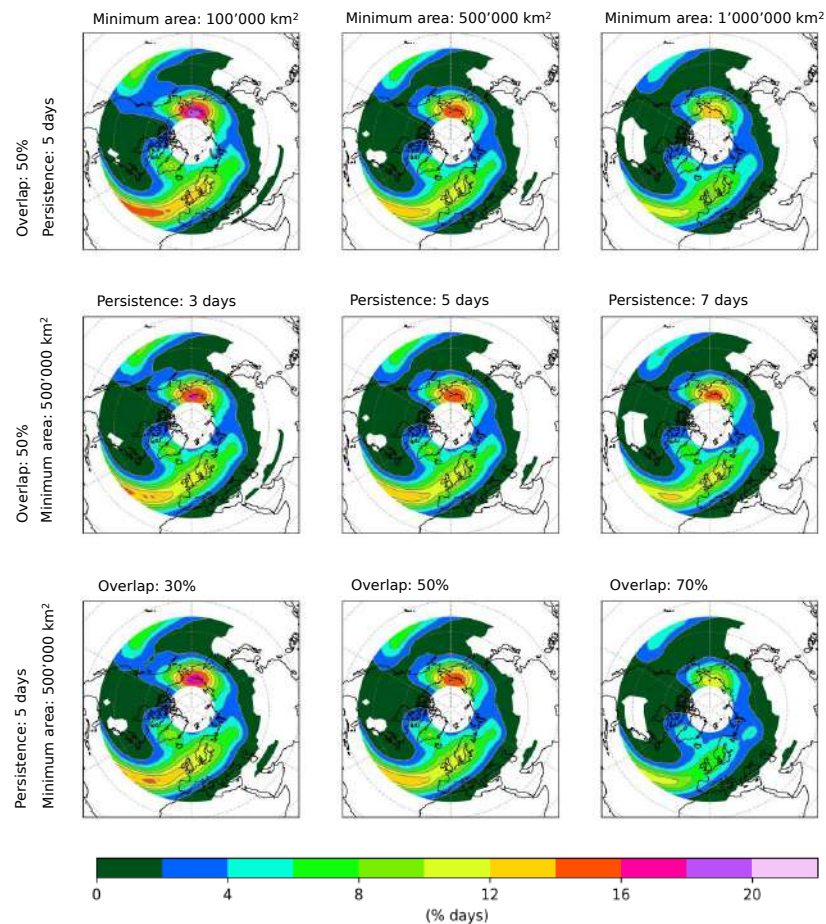 Minimum area: 100’000 km²
Minimum area: 500’000 km²
Minimum area: 1’000’000 km²
Overlap: 50%
Persistence: 5 days
Persistence: 3 days
Persistence: 5 days
Persistence: 7 days
Overlap: 50%
Minimum area: 500’000 km²
Overlap: 30%
Overlap: 50%
Overlap: 70%
Persistence: 5 days
Minimum area: 500’000 km²
0 4 8 12 16 20
(% days)